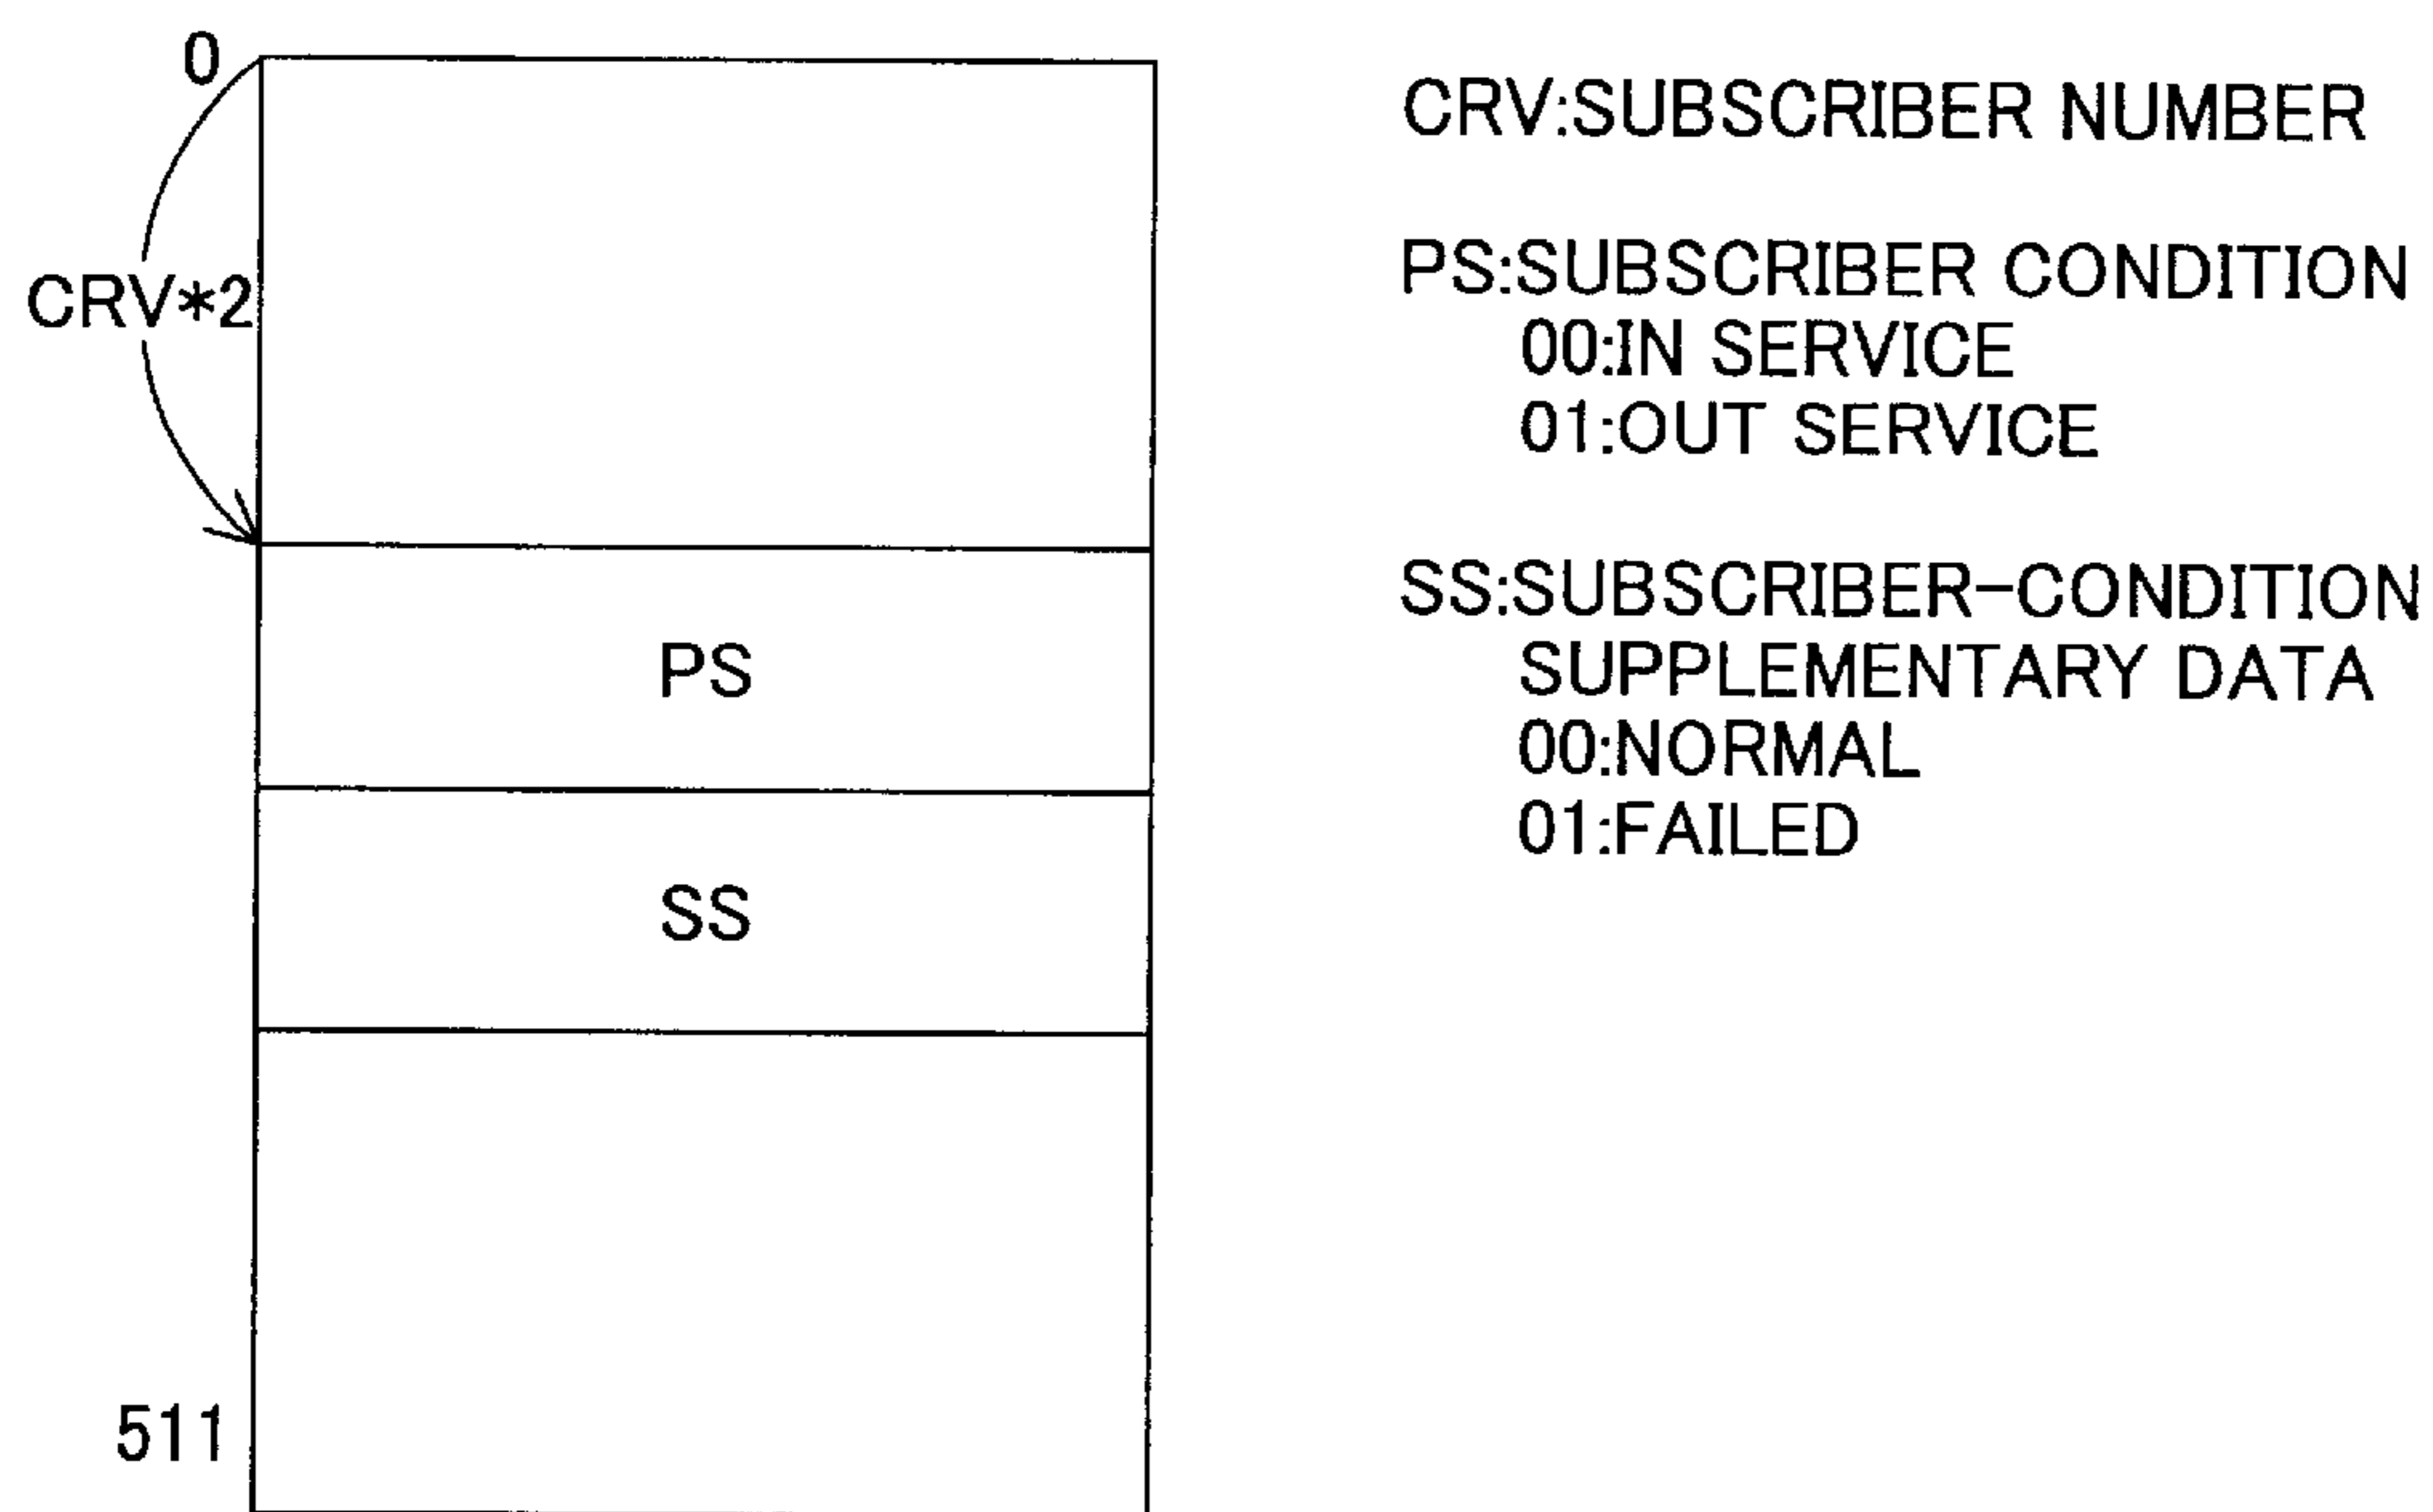 0
CRV*2
PS
SS
511
CRV:SUBSCRIBER NUMBER
PS:SUBSCRIBER CONDITION
00:IN SERVICE
01:OUT SERVICE
SS:SUBSCRIBER-CONDITION
SUPPLEMENTARY DATA
00:NORMAL
01:FAILED